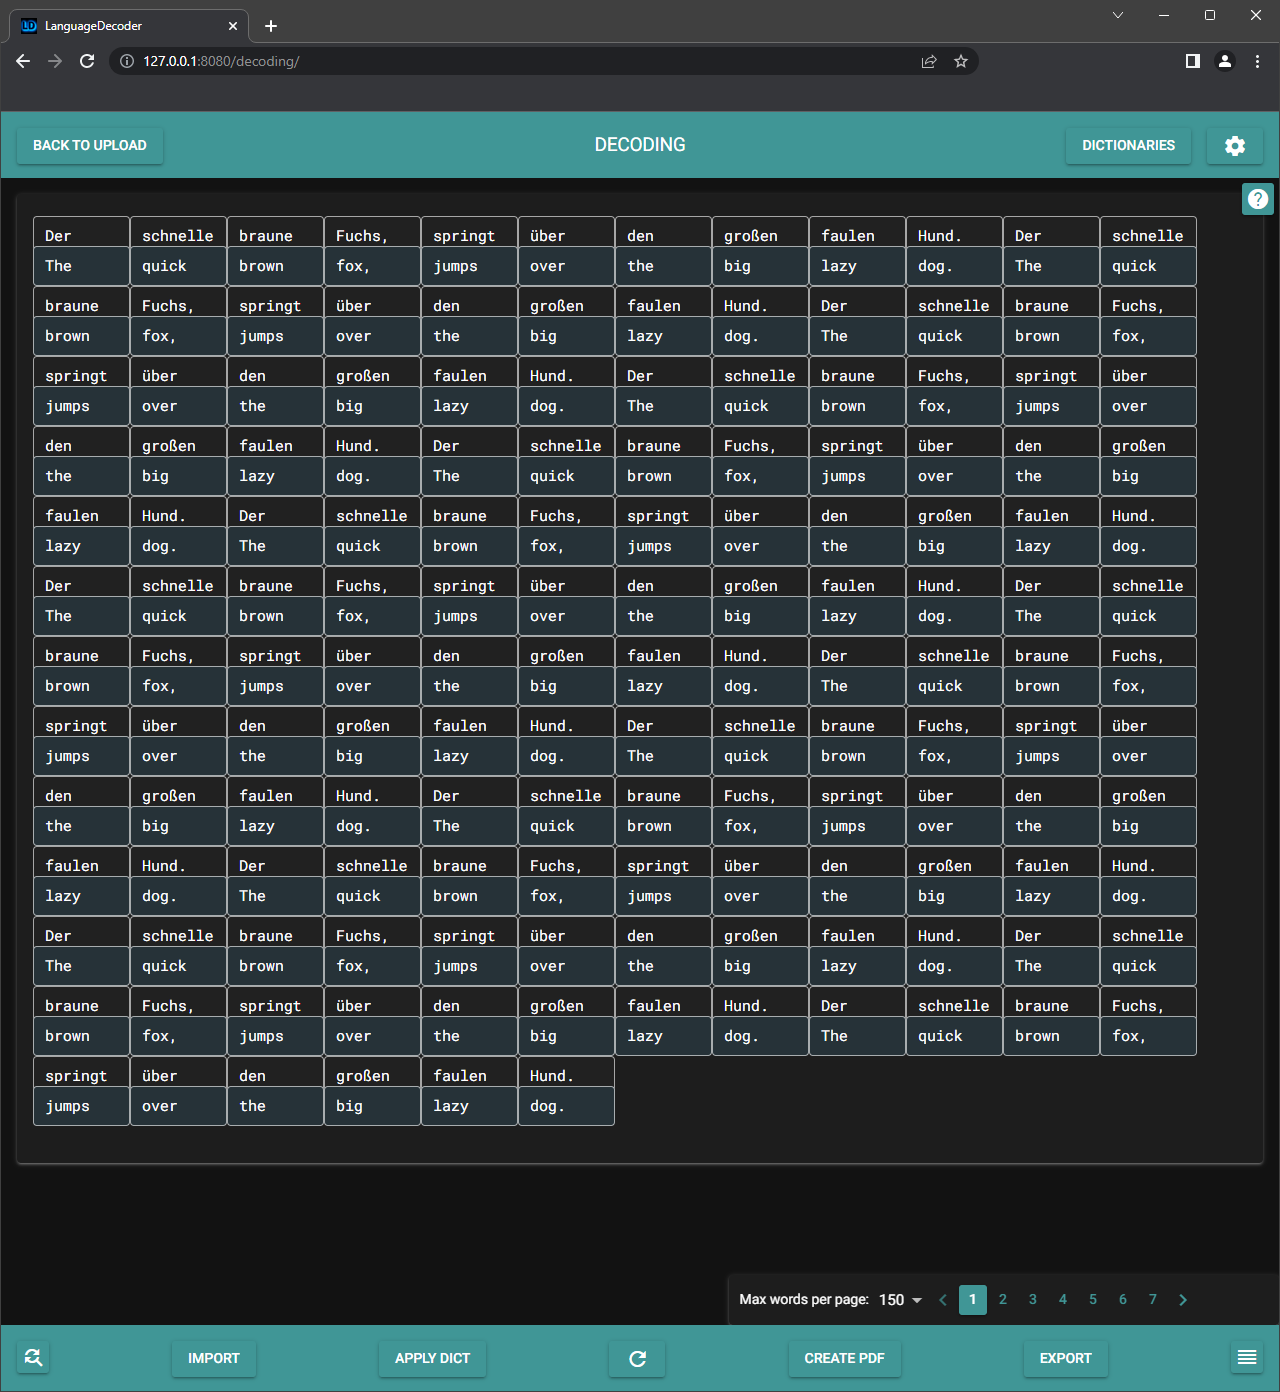 LanguageDecoder
127.0.0.1:8080/decoding/
BACK TO UPLOAD DECODING DICTIONARIES
Der schnelle braune Fuchs, springt über den großen faulen Hund. Der schnelle
The quick brown fox, jumps over the big lazy dog. The quick
braune Fuchs, springt über den großen faulen Hund. Der schnelle braune Fuchs,
brown fox, jumps over the big lazy dog. The quick brown fox,
springt über den großen faulen Hund. Der schnelle braune Fuchs, springt über
jumps over the big lazy dog. The quick brown fox, jumps over
den großen faulen Hund. Der schnelle braune Fuchs, springt über den großen
the big lazy dog. The quick brown fox, jumps over the big
faulen Hund. Der schnelle braune Fuchs, springt über den großen faulen Hund.
lazy dog. The quick brown fox, jumps over the big lazy dog.
Der schnelle braune Fuchs, springt über den großen faulen Hund. Der schnelle
The quick brown fox, jumps over the big lazy dog. The quick
braune Fuchs, springt über den großen faulen Hund. Der schnelle braune Fuchs,
brown fox, jumps over the big lazy dog. The quick brown fox,
springt über den großen faulen Hund. Der schnelle braune Fuchs, springt über
jumps over the big lazy dog. The quick brown fox, jumps over
den großen faulen Hund. Der schnelle braune Fuchs, springt über den großen
the big lazy dog. The quick brown fox, jumps over the big
faulen Hund. Der schnelle braune Fuchs, springt über den großen faulen Hund.
lazy dog. The quick brown fox, jumps over the big lazy dog.
Der schnelle braune Fuchs, springt über den großen faulen Hund. Der schnelle
The quick brown fox, jumps over the big lazy dog. The quick
braune Fuchs, springt über den großen faulen Hund. Der schnelle braune Fuchs,
brown fox, jumps over the big lazy dog. The quick brown fox,
springt über den großen faulen Hund.
jumps over the big lazy dog.
Max words per page: 150 1 2 3 4 5 6 7
IMPORT APPLY DICT CREATE PDF EXPORT